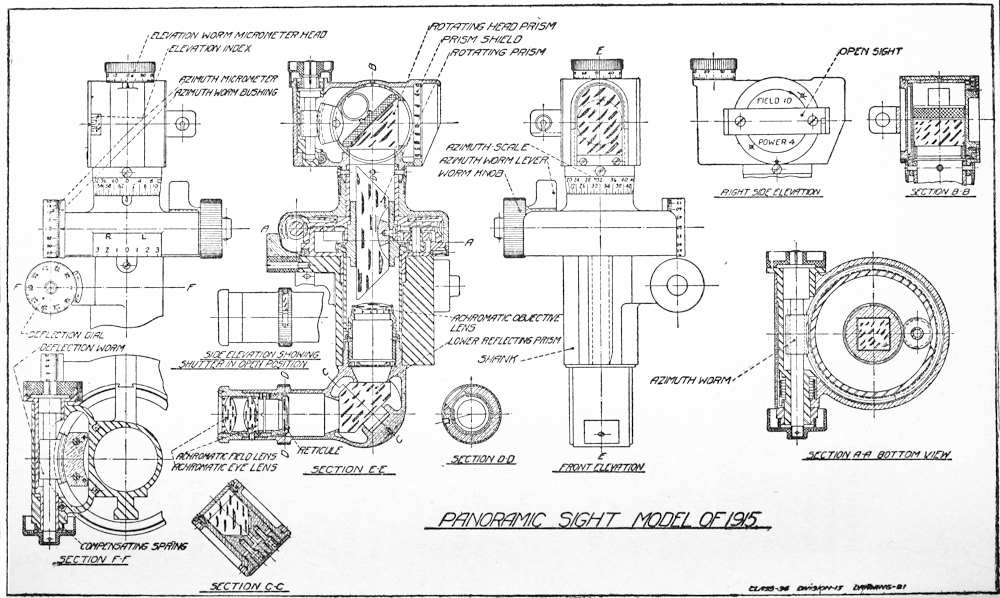 ELEVATION WORM MICROMETER HEAD
ELEVATION INDEX
AZIMUTH MICROMETER
AZIMUTH WORM BUSHING
R L
3 2 1 0 1 2 3
F F
DEFLECTION DIAL
DEFLECTION WORM
COMPENSATING SPRING
SECTION F-F
ROTATING HEAD PRISM
PRISM SHIELD
ROTATING PRISM
B
A A
SIDE ELEVATION SHOWING
SHUTTER IN OPEN POSITION
ACHROMATIC OBJECTIVE
LENS
LOWER REFLECTING PRISM
SHANK
D
C
C
D
RETICULE
ACHROMATIC FIELD LENS
ACHROMATIC EYE LENS
SECTION E-E
SECTION D-D
SECTION C-C
E
AZIMUTH SCALE
AZIMUTH WORM LEVER
WORM KNOB
E
FRONT ELEVATION
OPEN SIGHT
FIELD 10
POWER 4
RIGHT SIDE ELEVATION
SECTION B-B
AZIMUTH WORM
SECTION A-A BOTTOM VIEW
PANORAMIC SIGHT MODEL OF 1915
CLASS-36 DIVISION-15 DRAWING-81